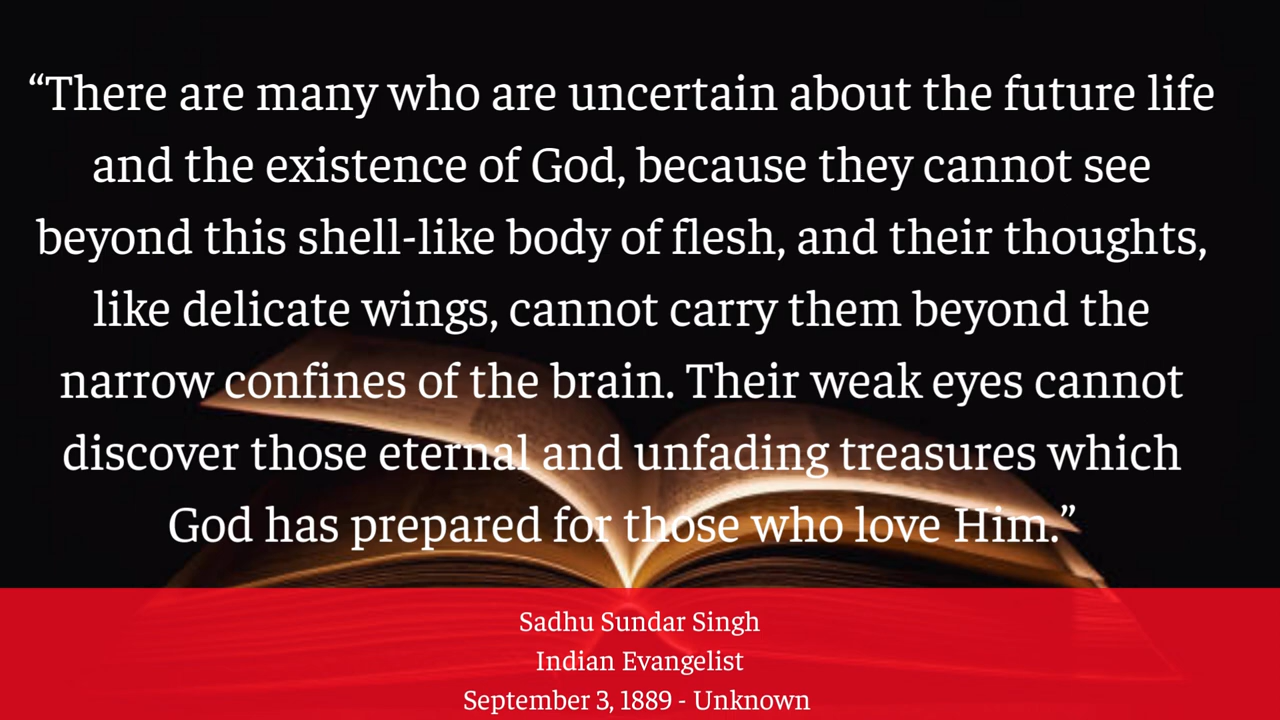 “There are many who are uncertain about the future life
and the existence of God, because they cannot see
beyond this shell-like body of flesh, and their thoughts,
like delicate wings, cannot carry them beyond the
narrow confines of the brain. Their weak eyes cannot
discover those eternal and unfading treasures which
God has prepared for those who love Him.”
Sadhu Sundar Singh
Indian Evangelist
September 3, 1889 - Unknown